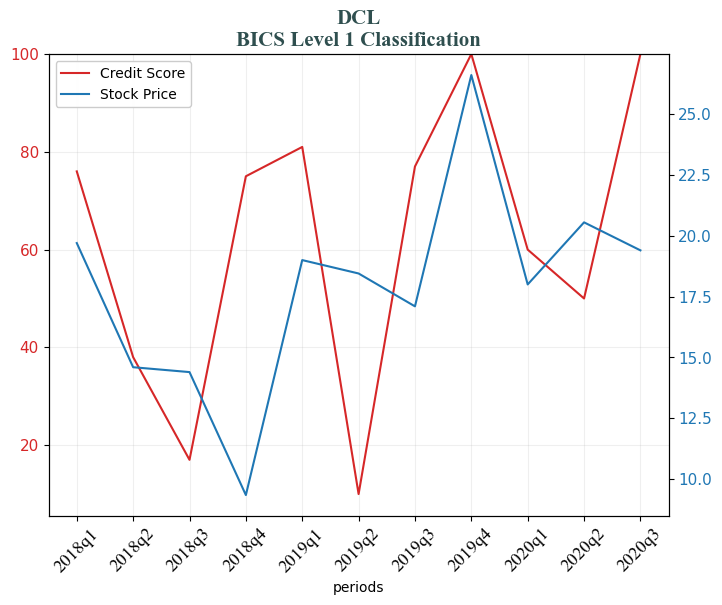 DCL
BICS Level 1 Classification
Credit Score
Stock Price
100
80
60
40
20
25.0
22.5
20.0
17.5
15.0
12.5
10.0
2018q1
2018q2
2018q3
2018q4
2019q1
2019q2
2019q3
2019q4
2020q1
2020q2
2020q3
periods